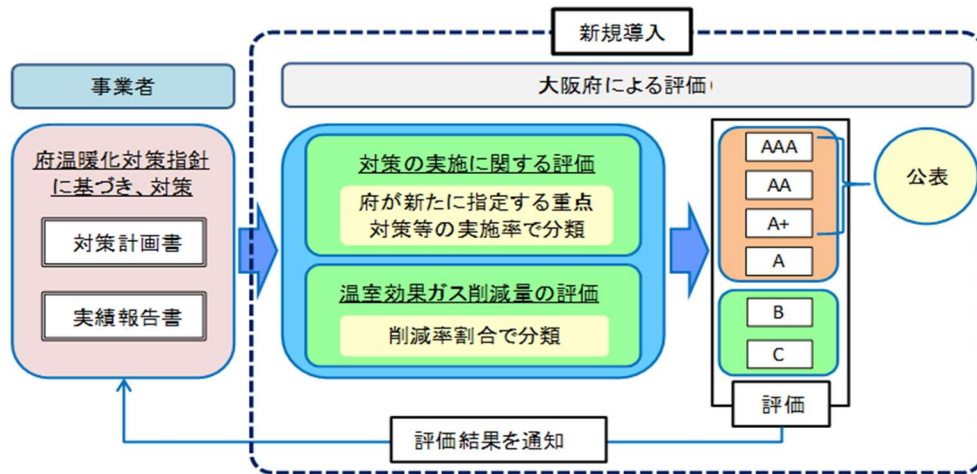 新規導入
事業者
大阪府による評価
府温暖化対策指針
に基づき、対策
対策計画書
実績報告書
対策の実施に関する評価
府が新たに指定する重点
対策等の実施率で分類
温室効果ガス削減量の評価
削減率割合で分類
AAA
AA
A+
A
B
C
公表
評価
評価結果を通知